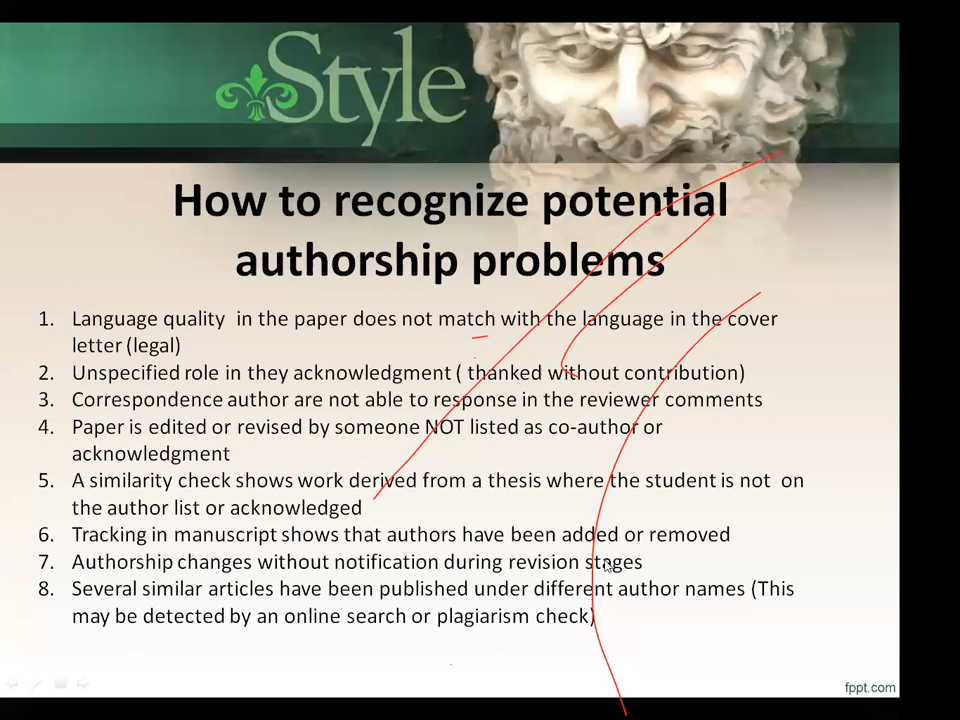 Style
How to recognize potential
authorship problems
1. Language quality in the paper does not match with the language in the cover
letter (legal)
2. Unspecified role in they acknowledgment ( thanked without contribution)
3. Correspondence author are not able to response in the reviewer comments
4. Paper is edited or revised by someone NOT listed as co-author or
acknowledgment
5. A similarity check shows work derived from a thesis where the student is not on
the author list or acknowledged
6. Tracking in manuscript shows that authors have been added or removed
7. Authorship changes without notification during revision stages
8. Several similar articles have been published under different author names (This
may be detected by an online search or plagiarism check)
fppt.com